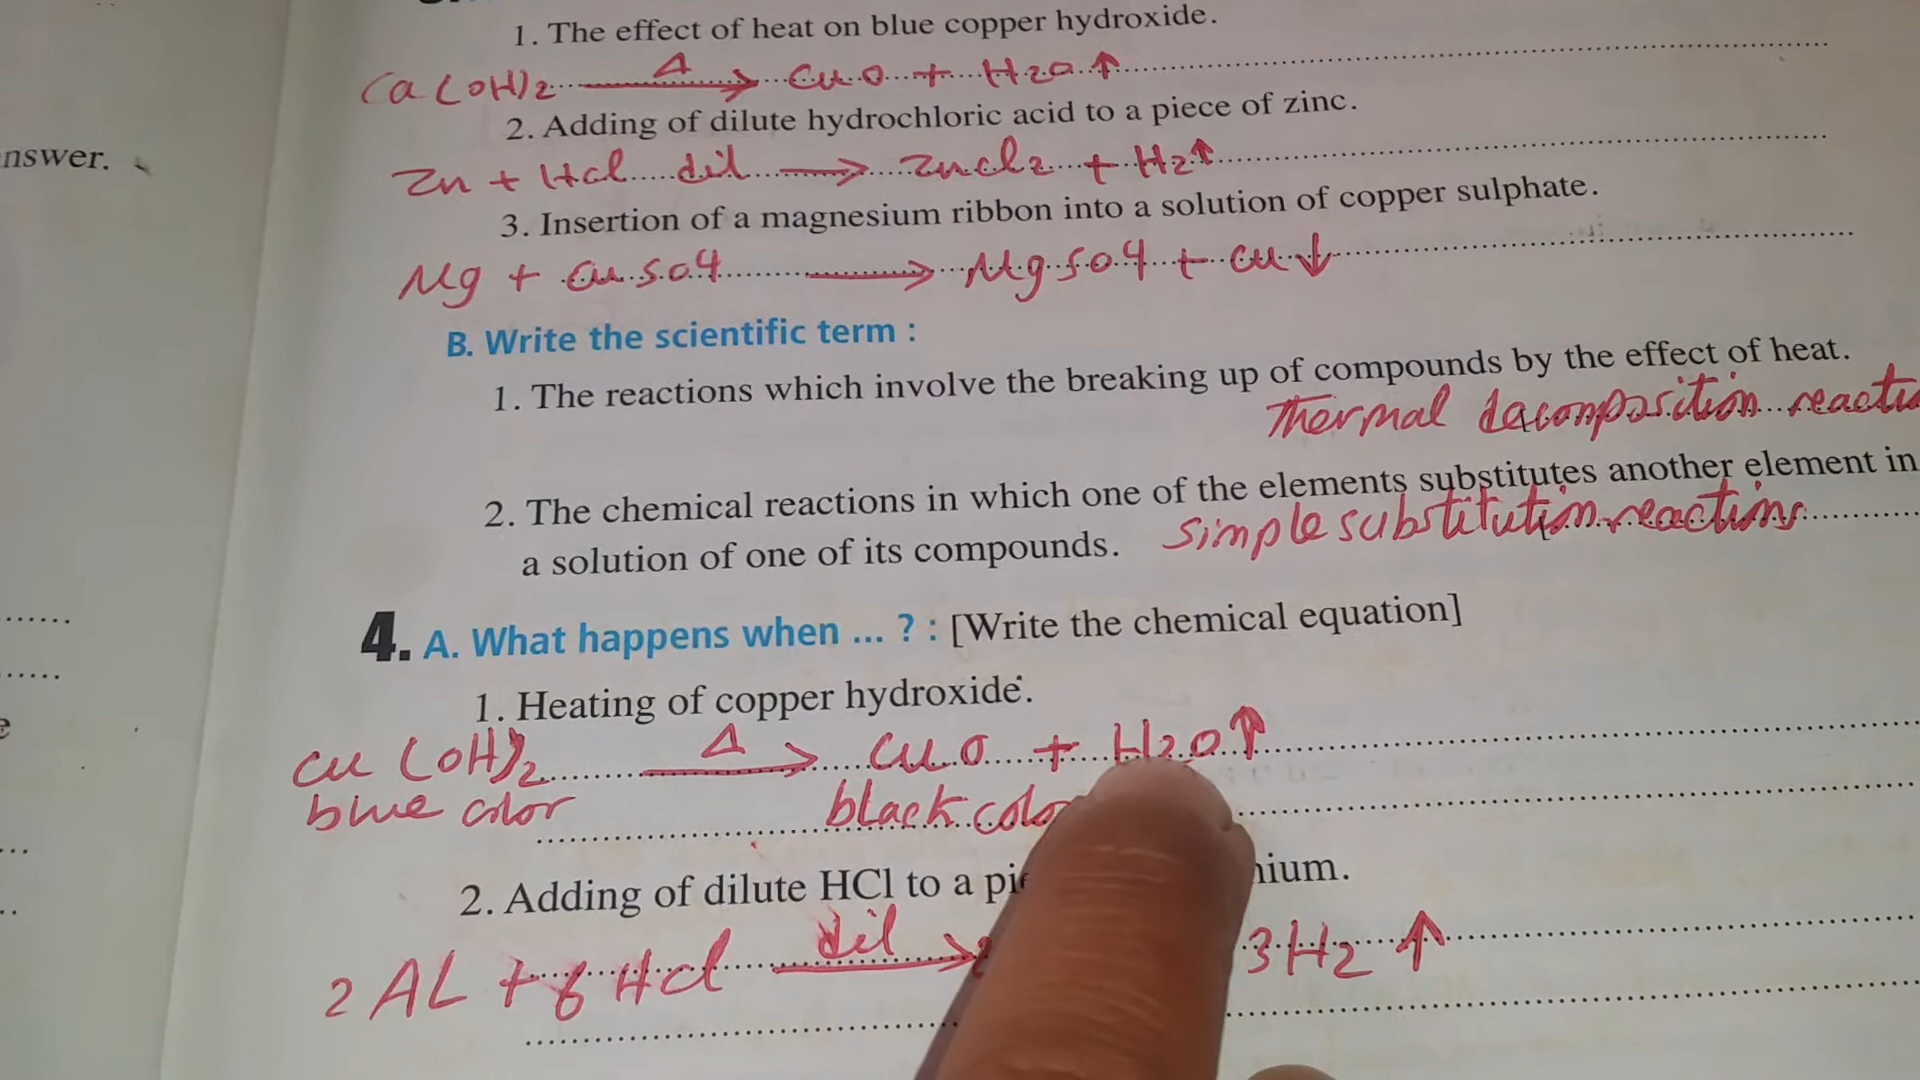 1. The effect of heat on blue copper hydroxide.
Ca(OH)2 Δ→ CuO + H2O ↑
2. Adding of dilute hydrochloric acid to a piece of zinc.
nswer.
Zn + Hcl dil → Zncl2 + H2↑
3. Insertion of a magnesium ribbon into a solution of copper sulphate.
Mg + CuSO4 → MgSO4 + Cu↓
B. Write the scientific term :
1. The reactions which involve the breaking up of compounds by the effect of heat.
Thermal decomposition reactio
2. The chemical reactions in which one of the elements substitutes another element in
a solution of one of its compounds. Simple substitution reactions
4. A. What happens when ... ? : [Write the chemical equation]
1. Heating of copper hydroxide.
Cu(OH)2 Δ→ CuO + H2O↑
blue color black colo
2. Adding of dilute HCl to a pi nium.
2 AL + 6 Hcl dil→ 3H2 ↑